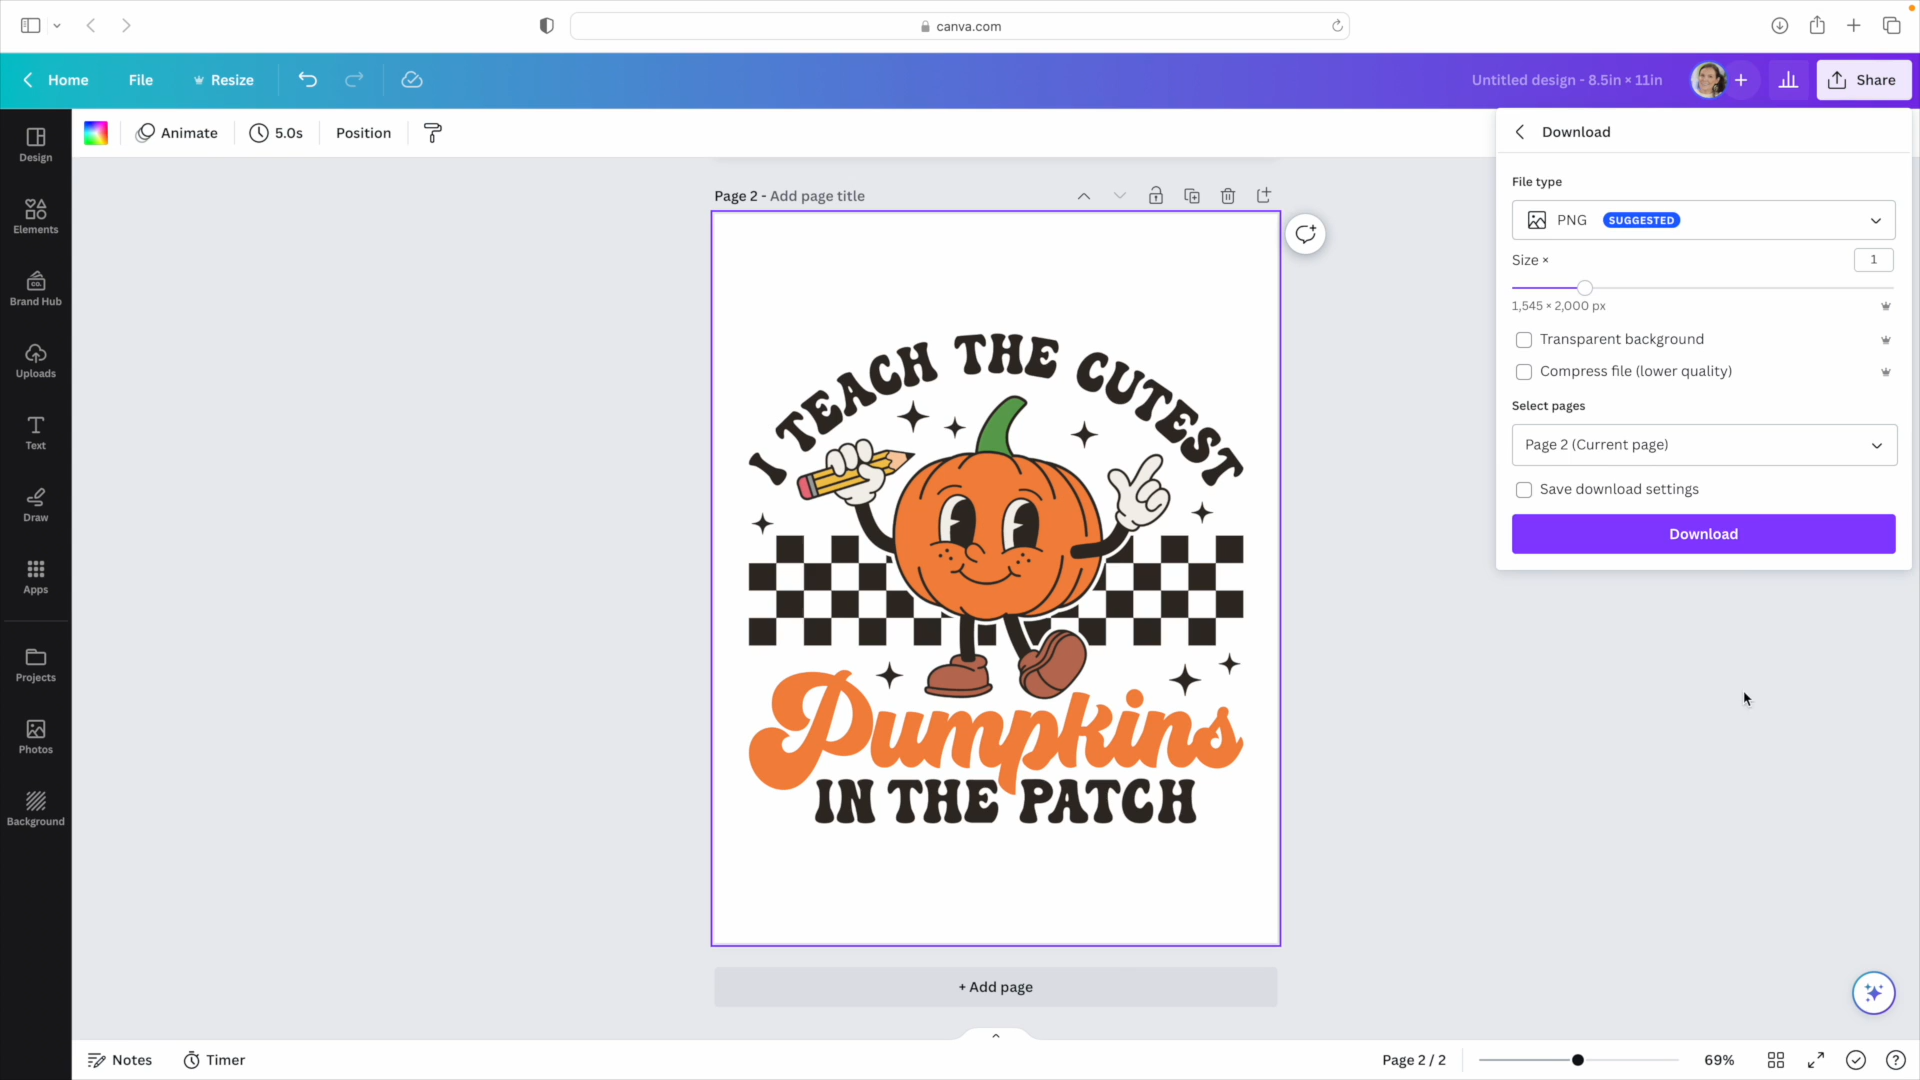 canva.com
Home
File
Resize
Untitled design - 8.5in × 11in
Share
Animate
5.0s
Position
Design
Elements
CO.
Brand Hub
Uploads
Text
Draw
Apps
Projects
Photos
Background
Page 2 - Add page title
I TEACH THE CUTEST
Pumpkins
IN THE PATCH
+ Add page
Download
File type
PNG SUGGESTED
Size × 1
1,545 × 2,000 px
Transparent background
Compress file (lower quality)
Select pages
Page 2 (Current page)
Save download settings
Download
Notes
Timer
Page 2 / 2
69%